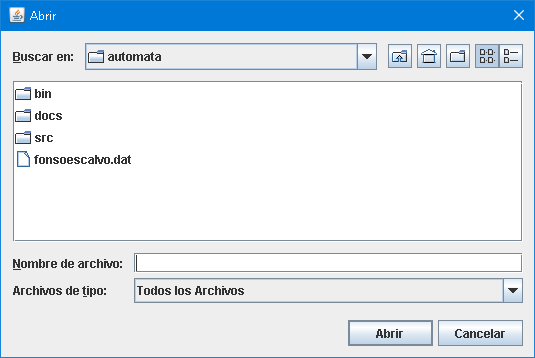 Abrir
Buscar en: automata
bin
docs
src
fonsoescalvo.dat
Nombre de archivo:
Archivos de tipo: Todos los Archivos
Abrir Cancelar